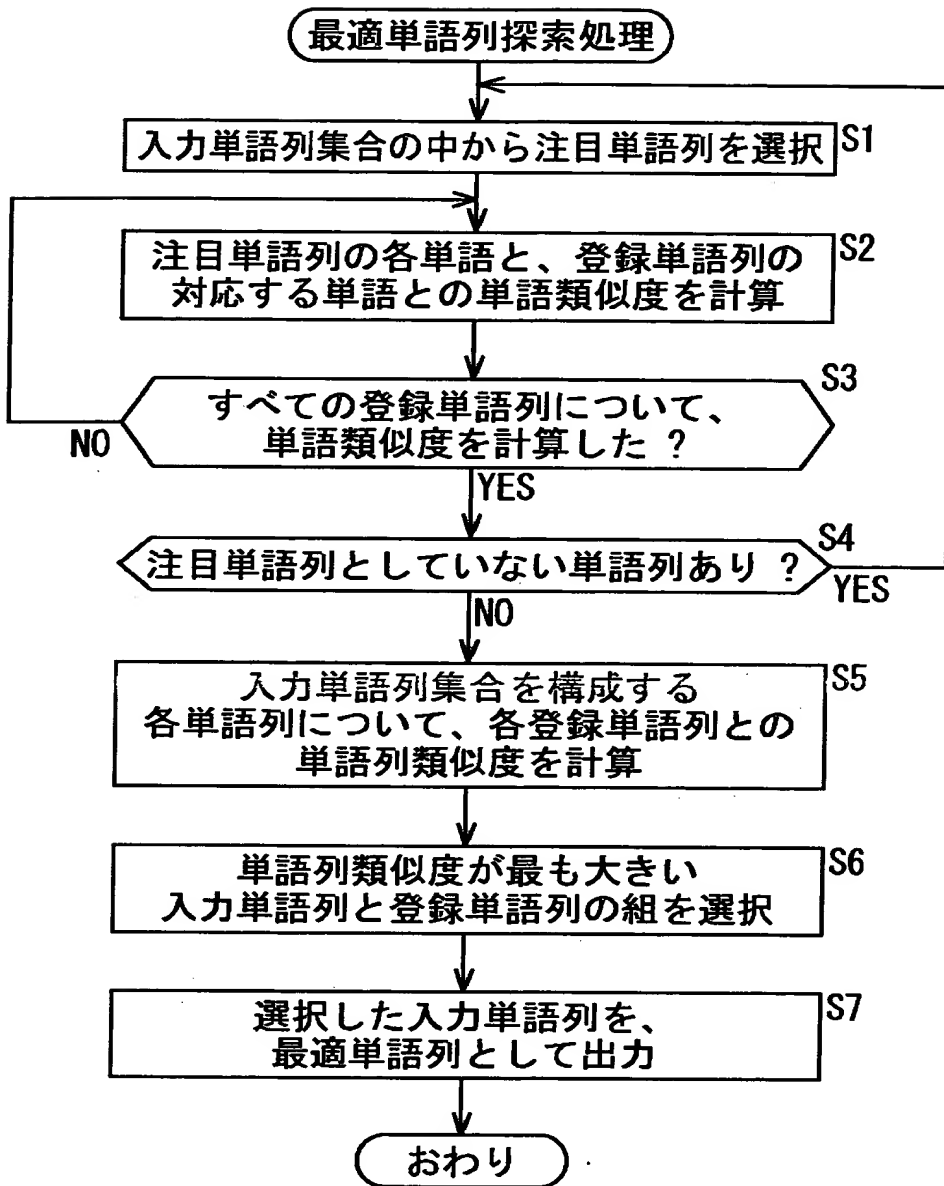 最適単語列探索処理
入力単語列集合の中から注目単語列を選択
S1
注目単語列の各単語と、登録単語列の
対応する単語との単語類似度を計算
S2
すべての登録単語列について、
単語類似度を計算した ?
S3
NO
YES
注目単語列としていない単語列あり ?
S4
YES
NO
入力単語列集合を構成する
各単語列について、各登録単語列との
単語列類似度を計算
S5
単語列類似度が最も大きい
入力単語列と登録単語列の組を選択
S6
選択した入力単語列を、
最適単語列として出力
S7
おわり